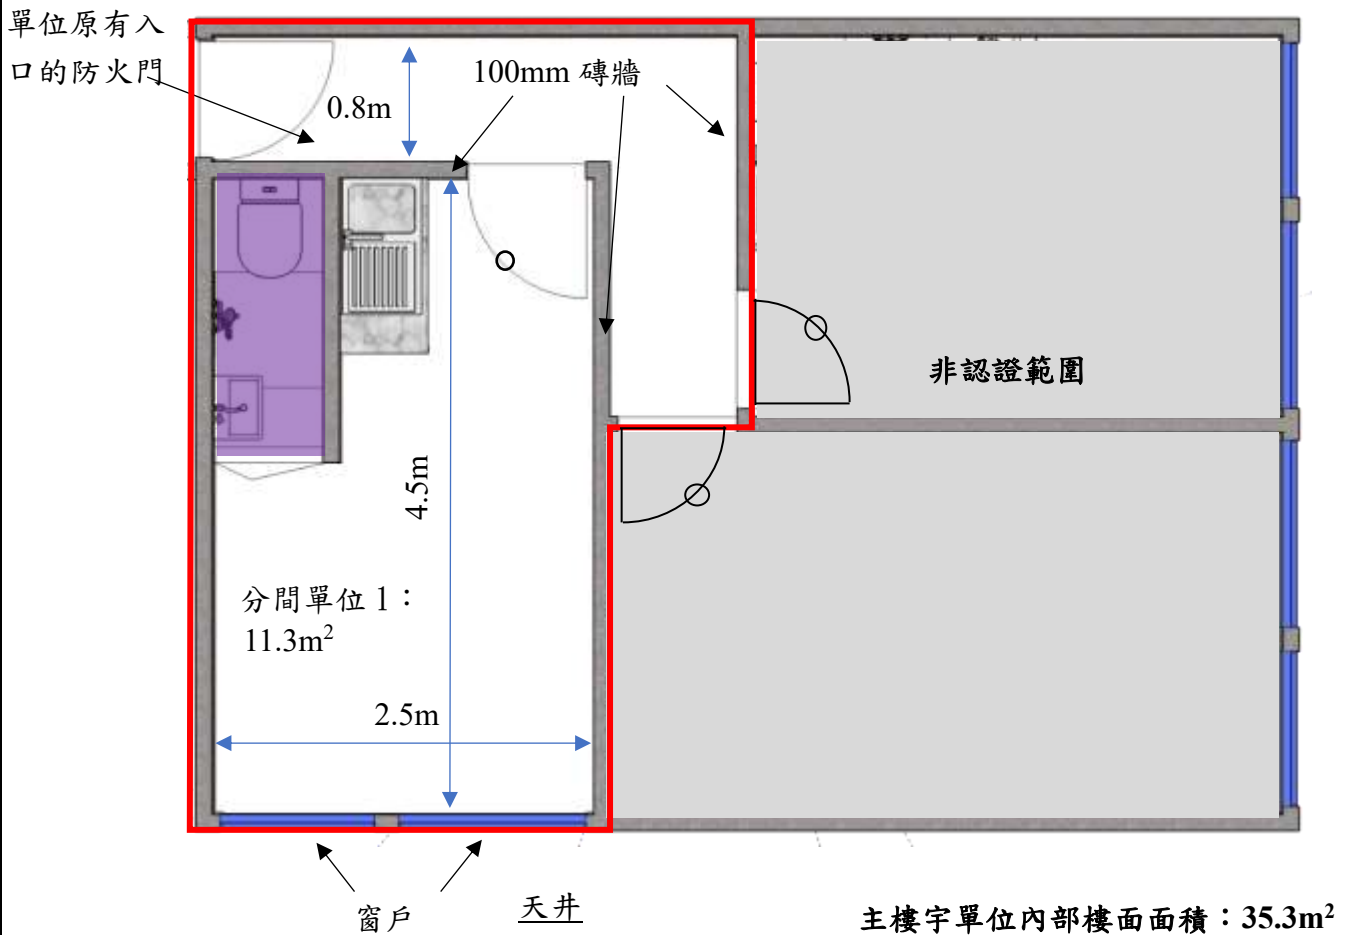 單位原有入
口的防火門
100mm 磚牆
0.8m
非認證範圍
4.5m
分間單位 1：
11.3m²
2.5m
窗戶
天井
主樓宇單位內部樓面面積：35.3m²